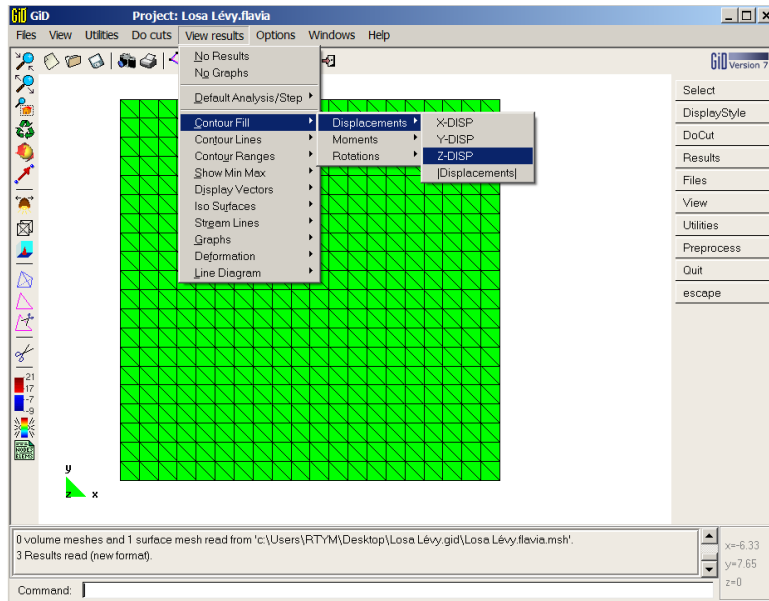 GiD GiD Project: Losa Lévy.flavia
Files View Utilities Do cuts View results Options Windows Help
GiD Version 7
No Results
No Graphs
Default Analysis/Step
Contour Fill
Contour Lines
Contour Ranges
Show Min Max
Display Vectors
Iso Surfaces
Stream Lines
Graphs
Deformation
Line Diagram
Displacements
Moments
Rotations
X-DISP
Y-DISP
Z-DISP
|Displacements|
Select
DisplayStyle
DoCut
Results
Files
View
Utilities
Preprocess
Quit
escape
21
17
-7
-9
NODES
ELEMS
y
z x
0 volume meshes and 1 surface mesh read from 'c:\Users\RTYM\Desktop\Losa Lévy.gid\Losa Lévy.flavia.msh'.
3 Results read (new format).
x=-6.33
y=7.65
z=0
Command: